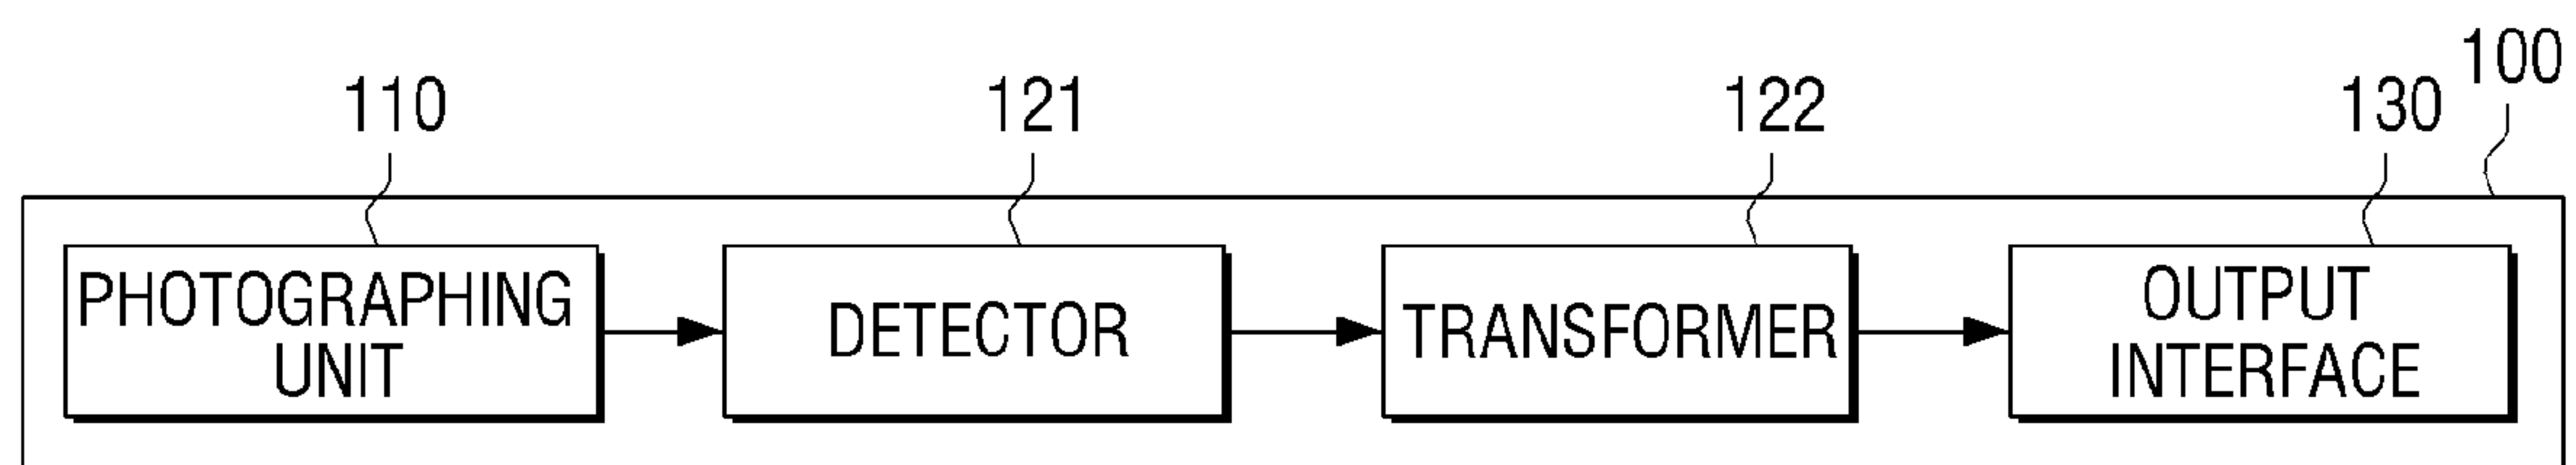 100
110
121
122
130
PHOTOGRAPHING
UNIT
DETECTOR
TRANSFORMER
OUTPUT
INTERFACE